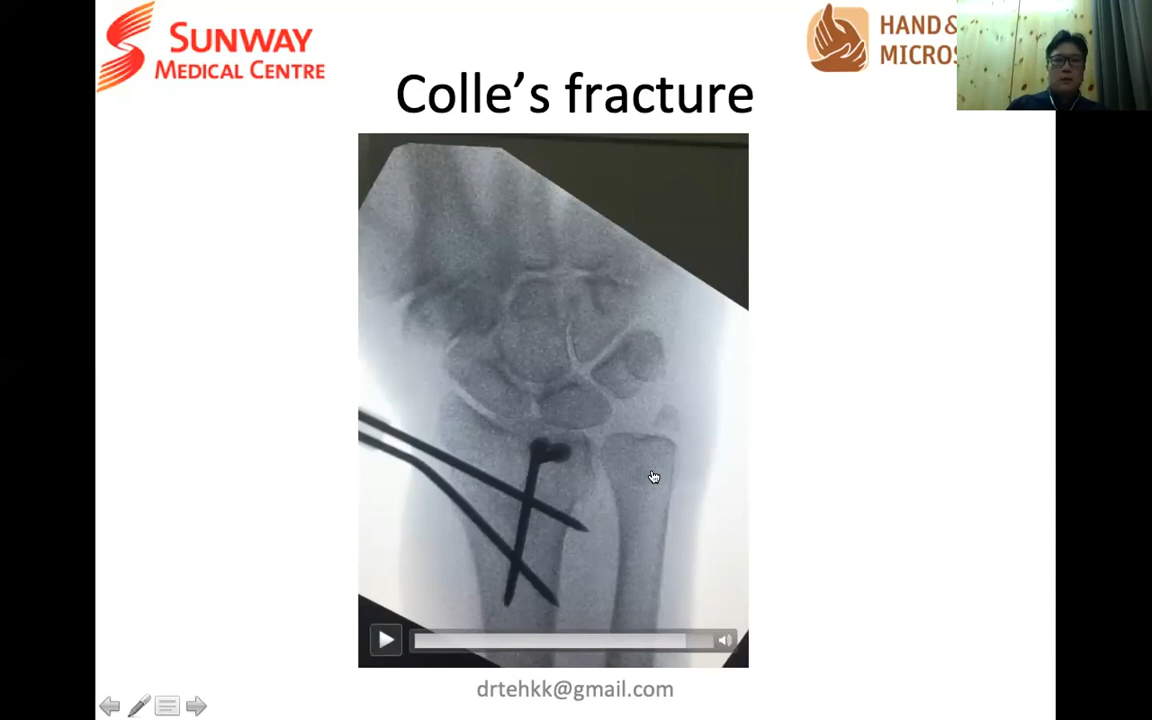 SUNWAY
MEDICAL CENTRE
HAND&
MICROS
Colle's fracture
drtehkk@gmail.com